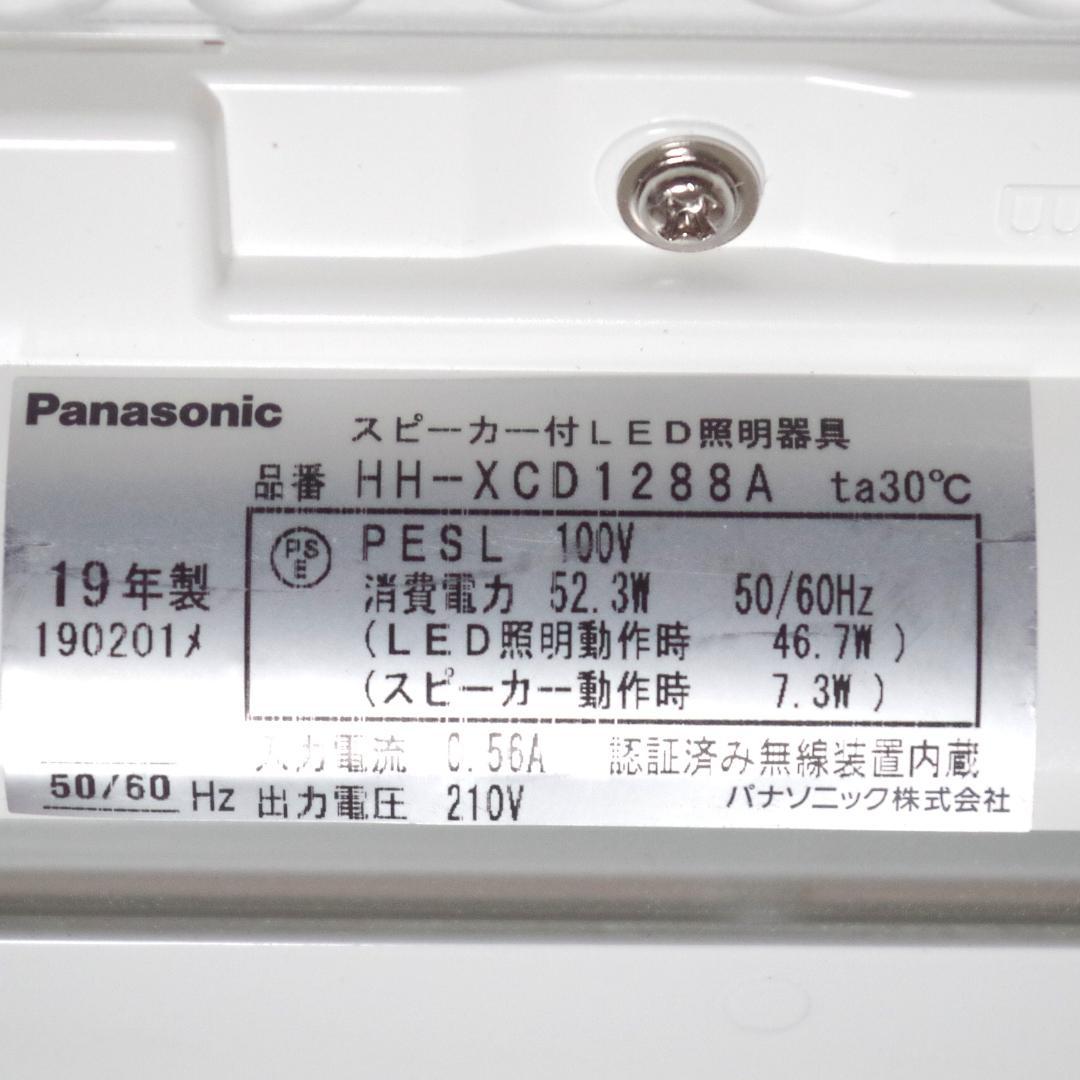 Panasonic
スピーカー付LED照明器具
品番 HH-XCD1288A ta30℃
PSE PESL 100V
19年製 消費電力 52.3W 50/60Hz
190201メ (LED照明動作時 46.7W)
(スピーカー動作時 7.3W)
入力電流 0.56A 認証済み無線装置内蔵
50/60 Hz 出力電圧 210V パナソニック株式会社